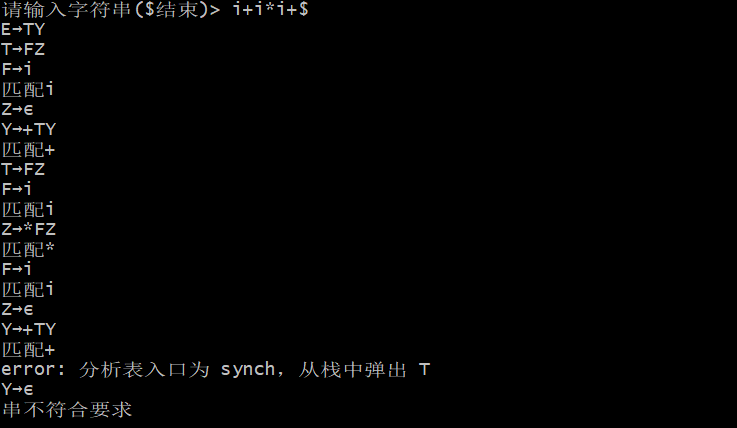 请输入字符串($结束)> i+i*i+$
E→TY
T→FZ
F→i
匹配i
Z→ϵ
Y→+TY
匹配+
T→FZ
F→i
匹配i
Z→*FZ
匹配*
F→i
匹配i
Z→ϵ
Y→+TY
匹配+
error: 分析表入口为 synch，从栈中弹出 T
Y→ϵ
串不符合要求